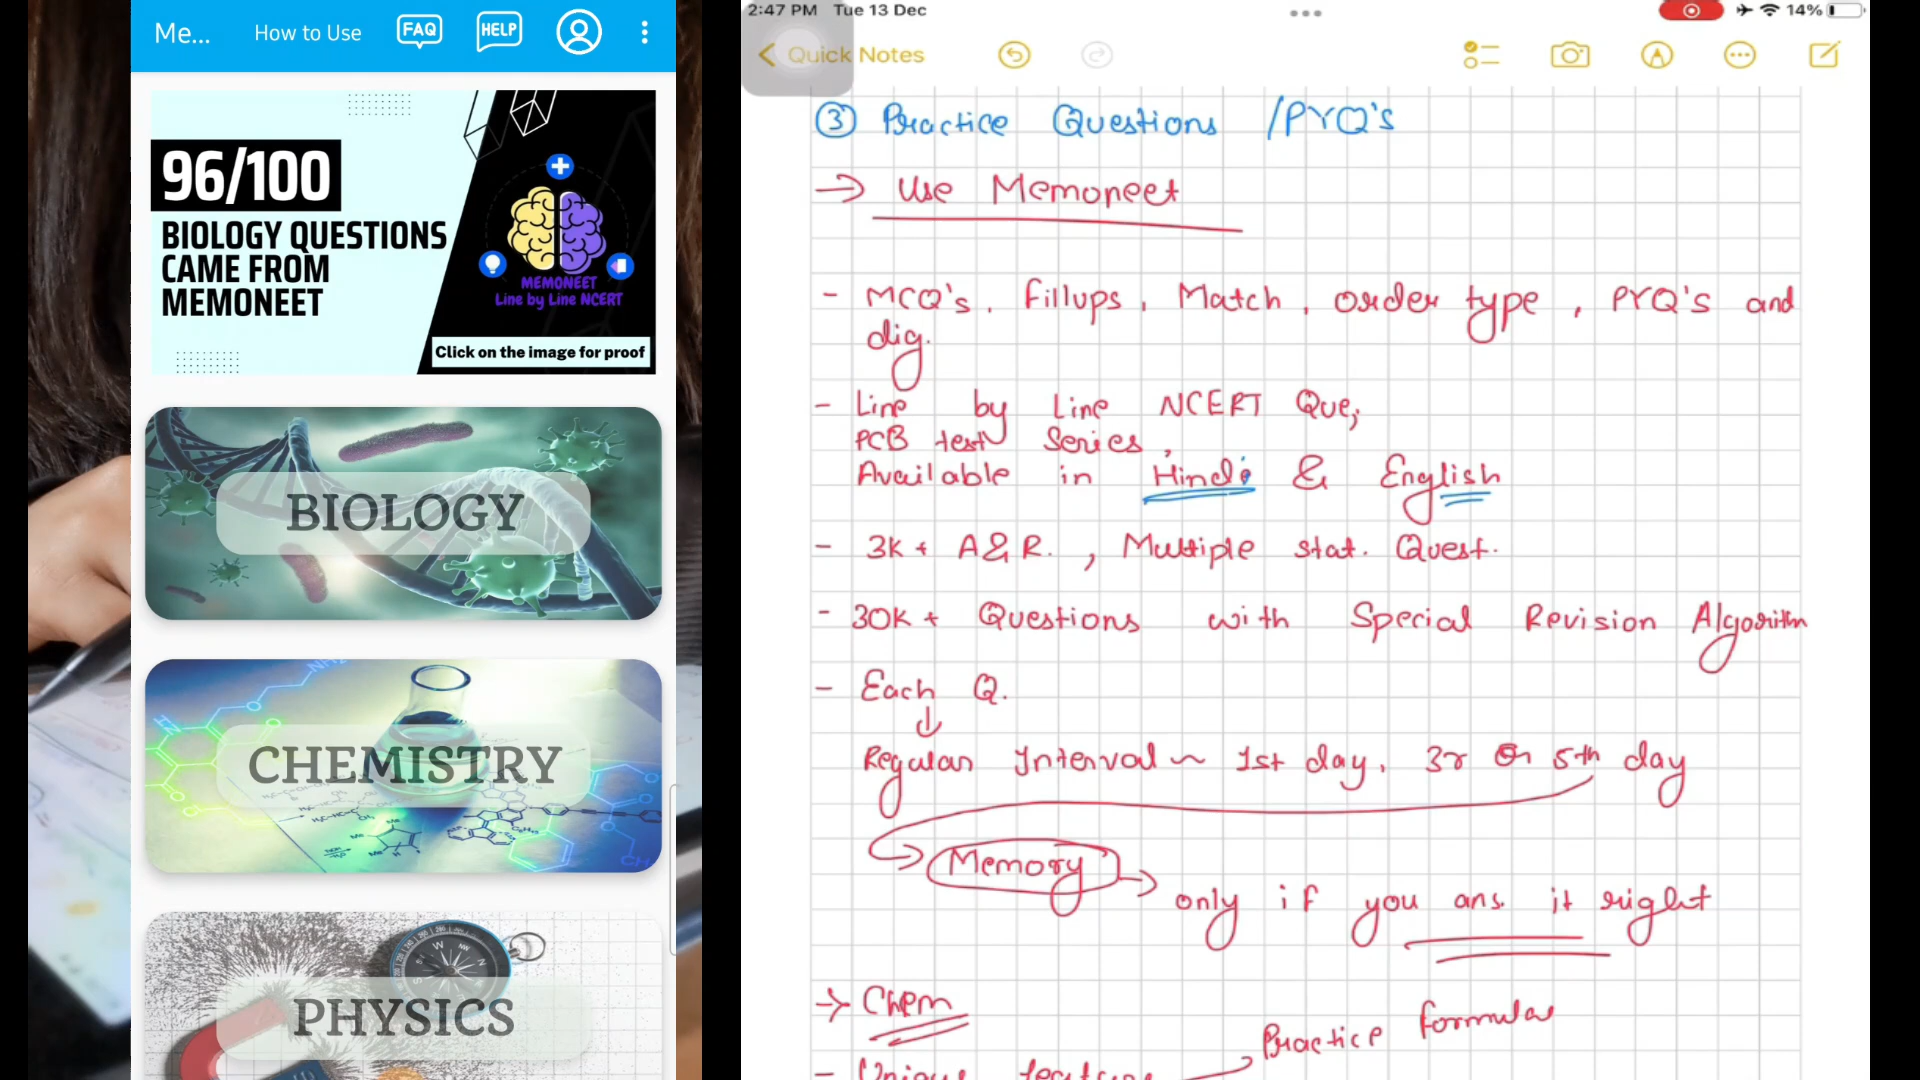 Me...
How to Use
FAQ
HELP
96/100
BIOLOGY QUESTIONS
CAME FROM
MEMONEET
MEMONEET
Line by Line NCERT
Click on the image for proof
BIOLOGY
CHEMISTRY
PHYSICS
2:47 PM Tue 13 Dec
14%
Quick Notes
③ Practice Questions /PYQ's
→ Use Memoneet
- MCQ's, Fillups, Match, order type, PYQ's and
dig.
- Line by Line NCERT Que,
PCB test Series,
Available in Hindi & English
- 3K+ A&R., Multiple stat. Quest.
- 30K+ Questions with Special Revision Algorithm
- Each Q.
↓
Regular Interval ~ 1st day, 3r or 5th day
Memory → only if you ans. it right
→ Chem
Practice formulas
- Unique feature